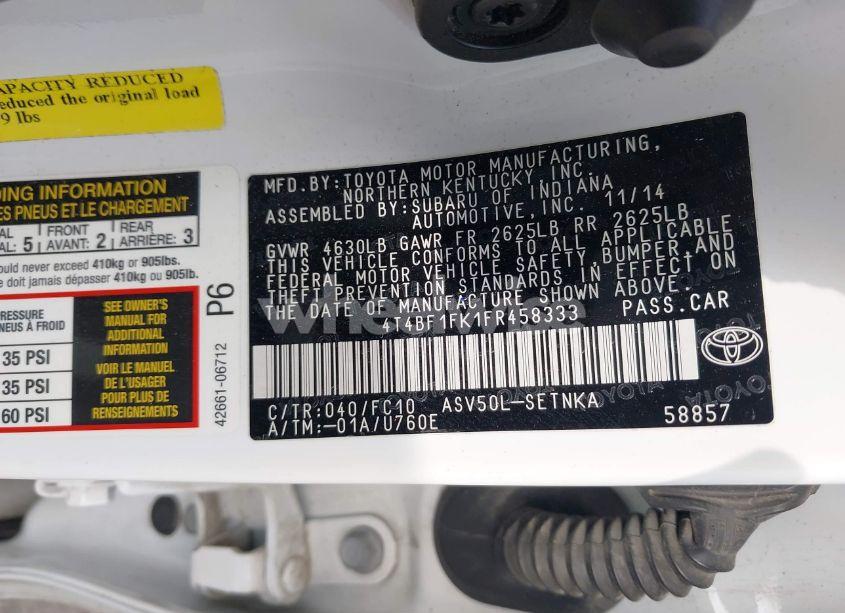 APACITY REDUCED
educed the original load
9 lbs
DING INFORMATION
ES PNEUS ET LE CHARGEMENT
AL 5 FRONT AVANT: 2 REAR ARRIÈRE: 3
ould never exceed 410kg or 905lbs.
e doit jamais dépasser 410kg ou 905lb.
PRESSURE
NEUS À FROID
35 PSI
35 PSI
60 PSI
SEE OWNER'S
MANUAL FOR
ADDITIONAL
INFORMATION
VOIR LE MANUEL
DE L'USAGER
POUR PLUS DE
RENSEIGNEMENTS
P6
42661-06712
MFD.BY: TOYOTA MOTOR MANUFACTURING,
NORTHERN KENTUCKY, INC.
ASSEMBLED BY: SUBARU OF INDIANA
AUTOMOTIVE, INC. 11/14
GVWR 4630LB GAWR FR 2625LB RR 2625LB
THIS VEHICLE CONFORMS TO ALL APPLICABLE
FEDERAL MOTOR VEHICLE SAFETY, BUMPER, AND
THEFT PREVENTION STANDARDS IN EFFECT ON
THE DATE OF MANUFACTURE SHOWN ABOVE.
4T4BF1FK1FR458333 PASS.CAR
C/TR:040/FC10 ASV50L-SETNKA
A/TM:-01A/U760E
58857
TOYOTA